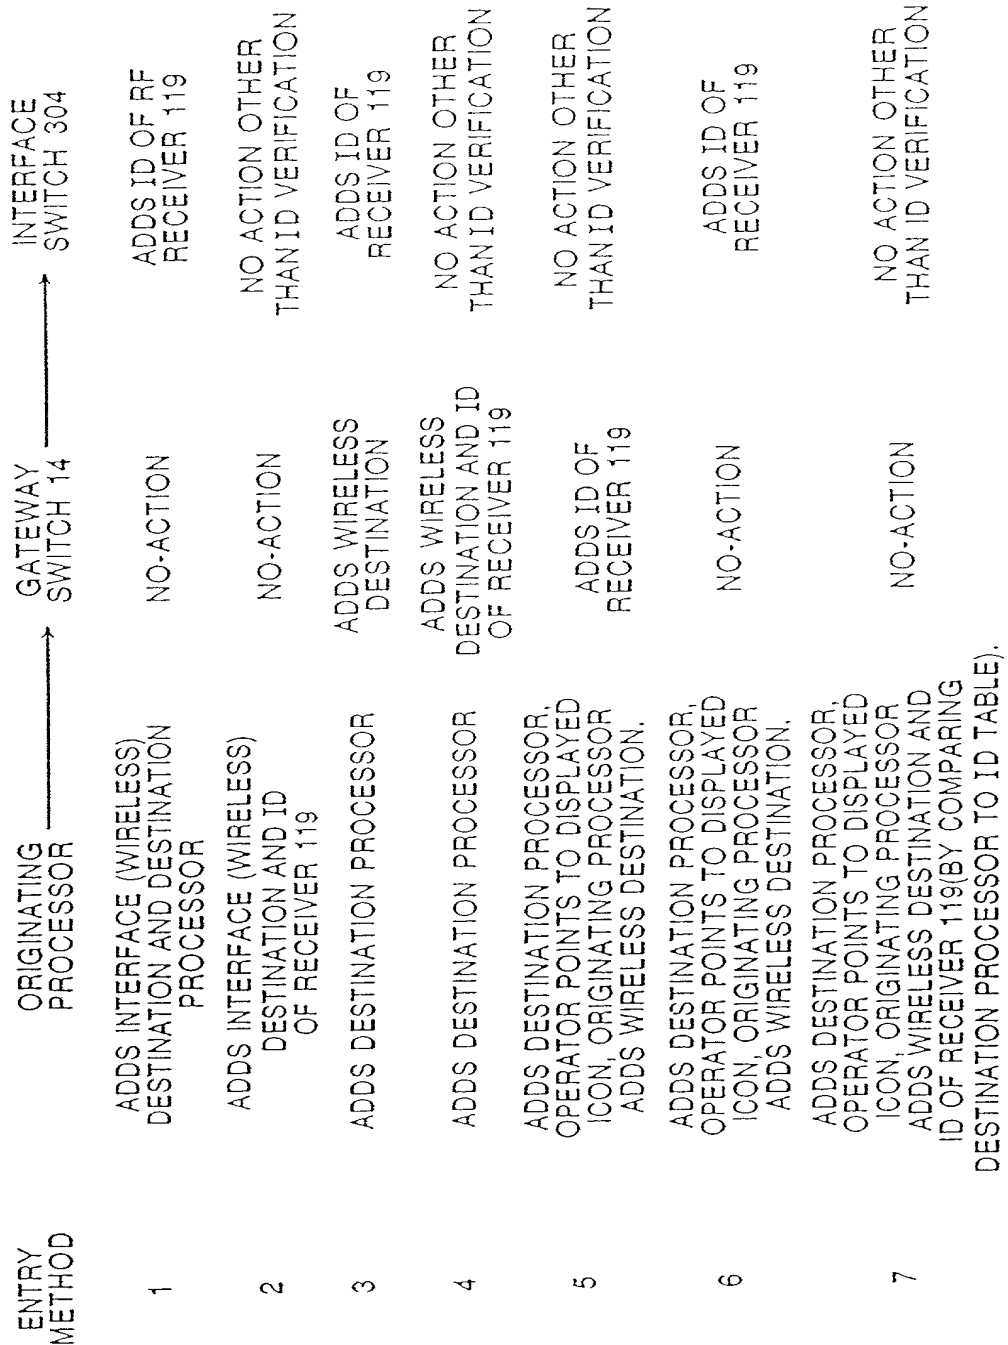 ENTRY
METHOD
ORIGINATING
PROCESSOR
GATEWAY
SWITCH 14
INTERFACE
SWITCH 304
1
ADDS INTERFACE (WIRELESS)
DESTINATION AND DESTINATION
PROCESSOR
NO-ACTION
ADDS ID OF RF
RECEIVER 119
2
ADDS INTERFACE (WIRELESS)
DESTINATION AND ID
OF RECEIVER 119
NO-ACTION
NO ACTION OTHER
THAN ID VERIFICATION
3
ADDS DESTINATION PROCESSOR
ADDS WIRELESS
DESTINATION
ADDS ID OF
RECEIVER 119
4
ADDS DESTINATION PROCESSOR
ADDS WIRELESS
DESTINATION AND ID
OF RECEIVER 119
NO ACTION OTHER
THAN ID VERIFICATION
5
ADDS DESTINATION PROCESSOR,
OPERATOR POINTS TO DISPLAYED
ICON, ORIGINATING PROCESSOR
ADDS WIRELESS DESTINATION.
ADDS ID OF
RECEIVER 119
NO ACTION OTHER
THAN ID VERIFICATION
6
ADDS DESTINATION PROCESSOR,
OPERATOR POINTS TO DISPLAYED
ICON, ORIGINATING PROCESSOR
ADDS WIRELESS DESTINATION.
NO-ACTION
ADDS ID OF
RECEIVER 119
7
ADDS DESTINATION PROCESSOR,
OPERATOR POINTS TO DISPLAYED
ICON, ORIGINATING PROCESSOR
ADDS WIRELESS DESTINATION AND
ID OF RECEIVER 119(BY COMPARING
DESTINATION PROCESSOR TO ID TABLE).
NO-ACTION
NO ACTION OTHER
THAN ID VERIFICATION